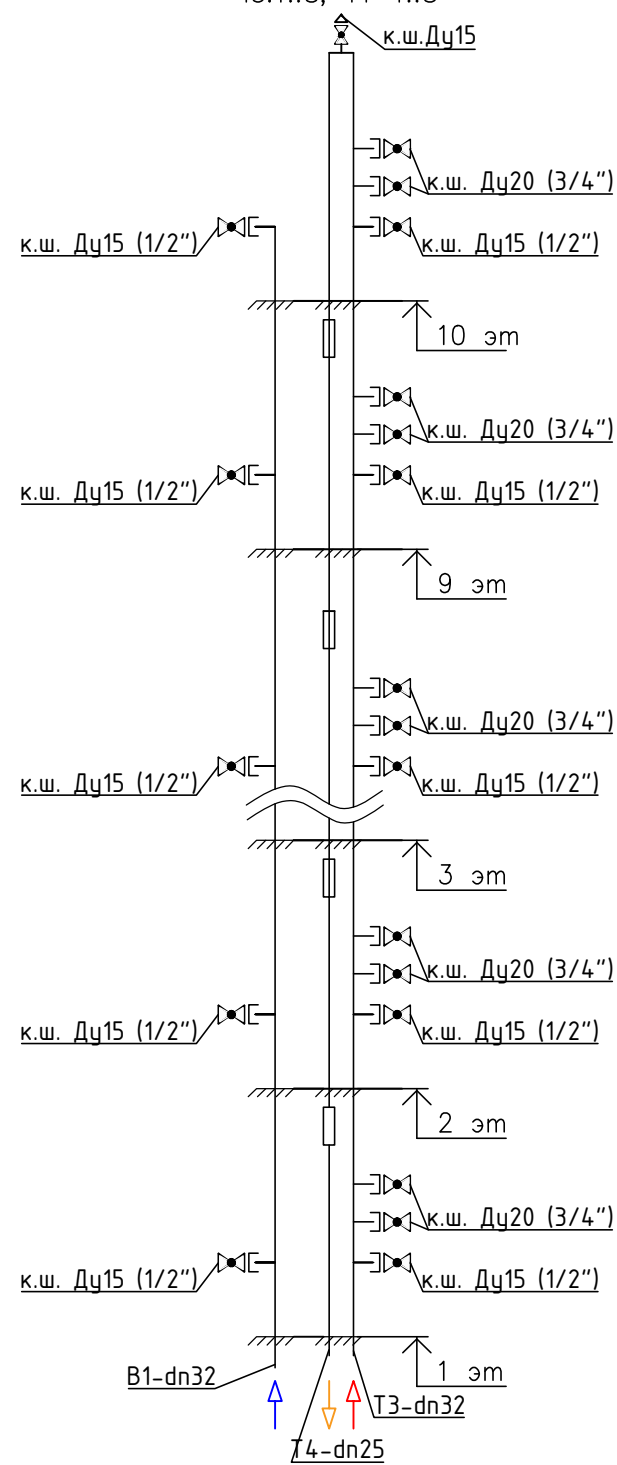 к.ш.Ду15
к.ш. Ду20 (3/4")
к.ш. Ду15 (1/2")
к.ш. Ду15 (1/2")
10 эт
к.ш. Ду20 (3/4")
к.ш. Ду15 (1/2")
к.ш. Ду15 (1/2")
9 эт
к.ш. Ду20 (3/4")
к.ш. Ду15 (1/2")
к.ш. Ду15 (1/2")
3 эт
к.ш. Ду20 (3/4")
к.ш. Ду15 (1/2")
к.ш. Ду15 (1/2")
2 эт
к.ш. Ду20 (3/4")
к.ш. Ду15 (1/2")
к.ш. Ду15 (1/2")
В1-dn32
1 эт
Т3-dn32
Т4-dn25